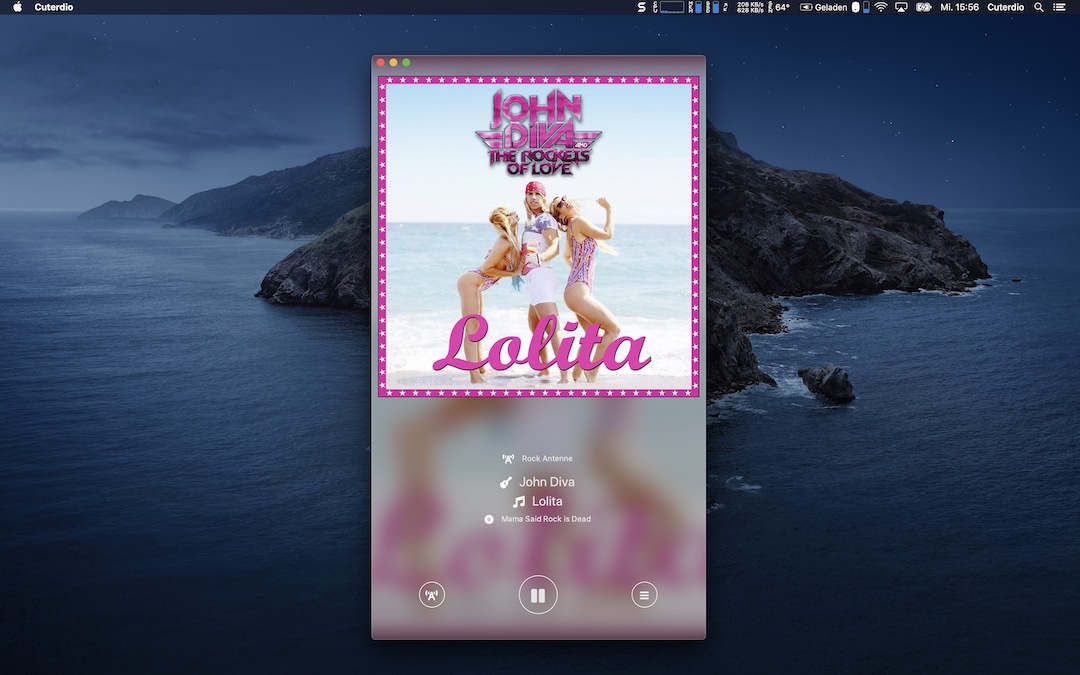 Cuterdio
208 KB/s
628 KB/s
64°
Geladen
Mi. 15:56
Cuterdio
JOHN
DIVA AND
THE ROCKETS
OF LOVE
Lolita
Rock Antenne
John Diva
Lolita
Mama Said Rock is Dead